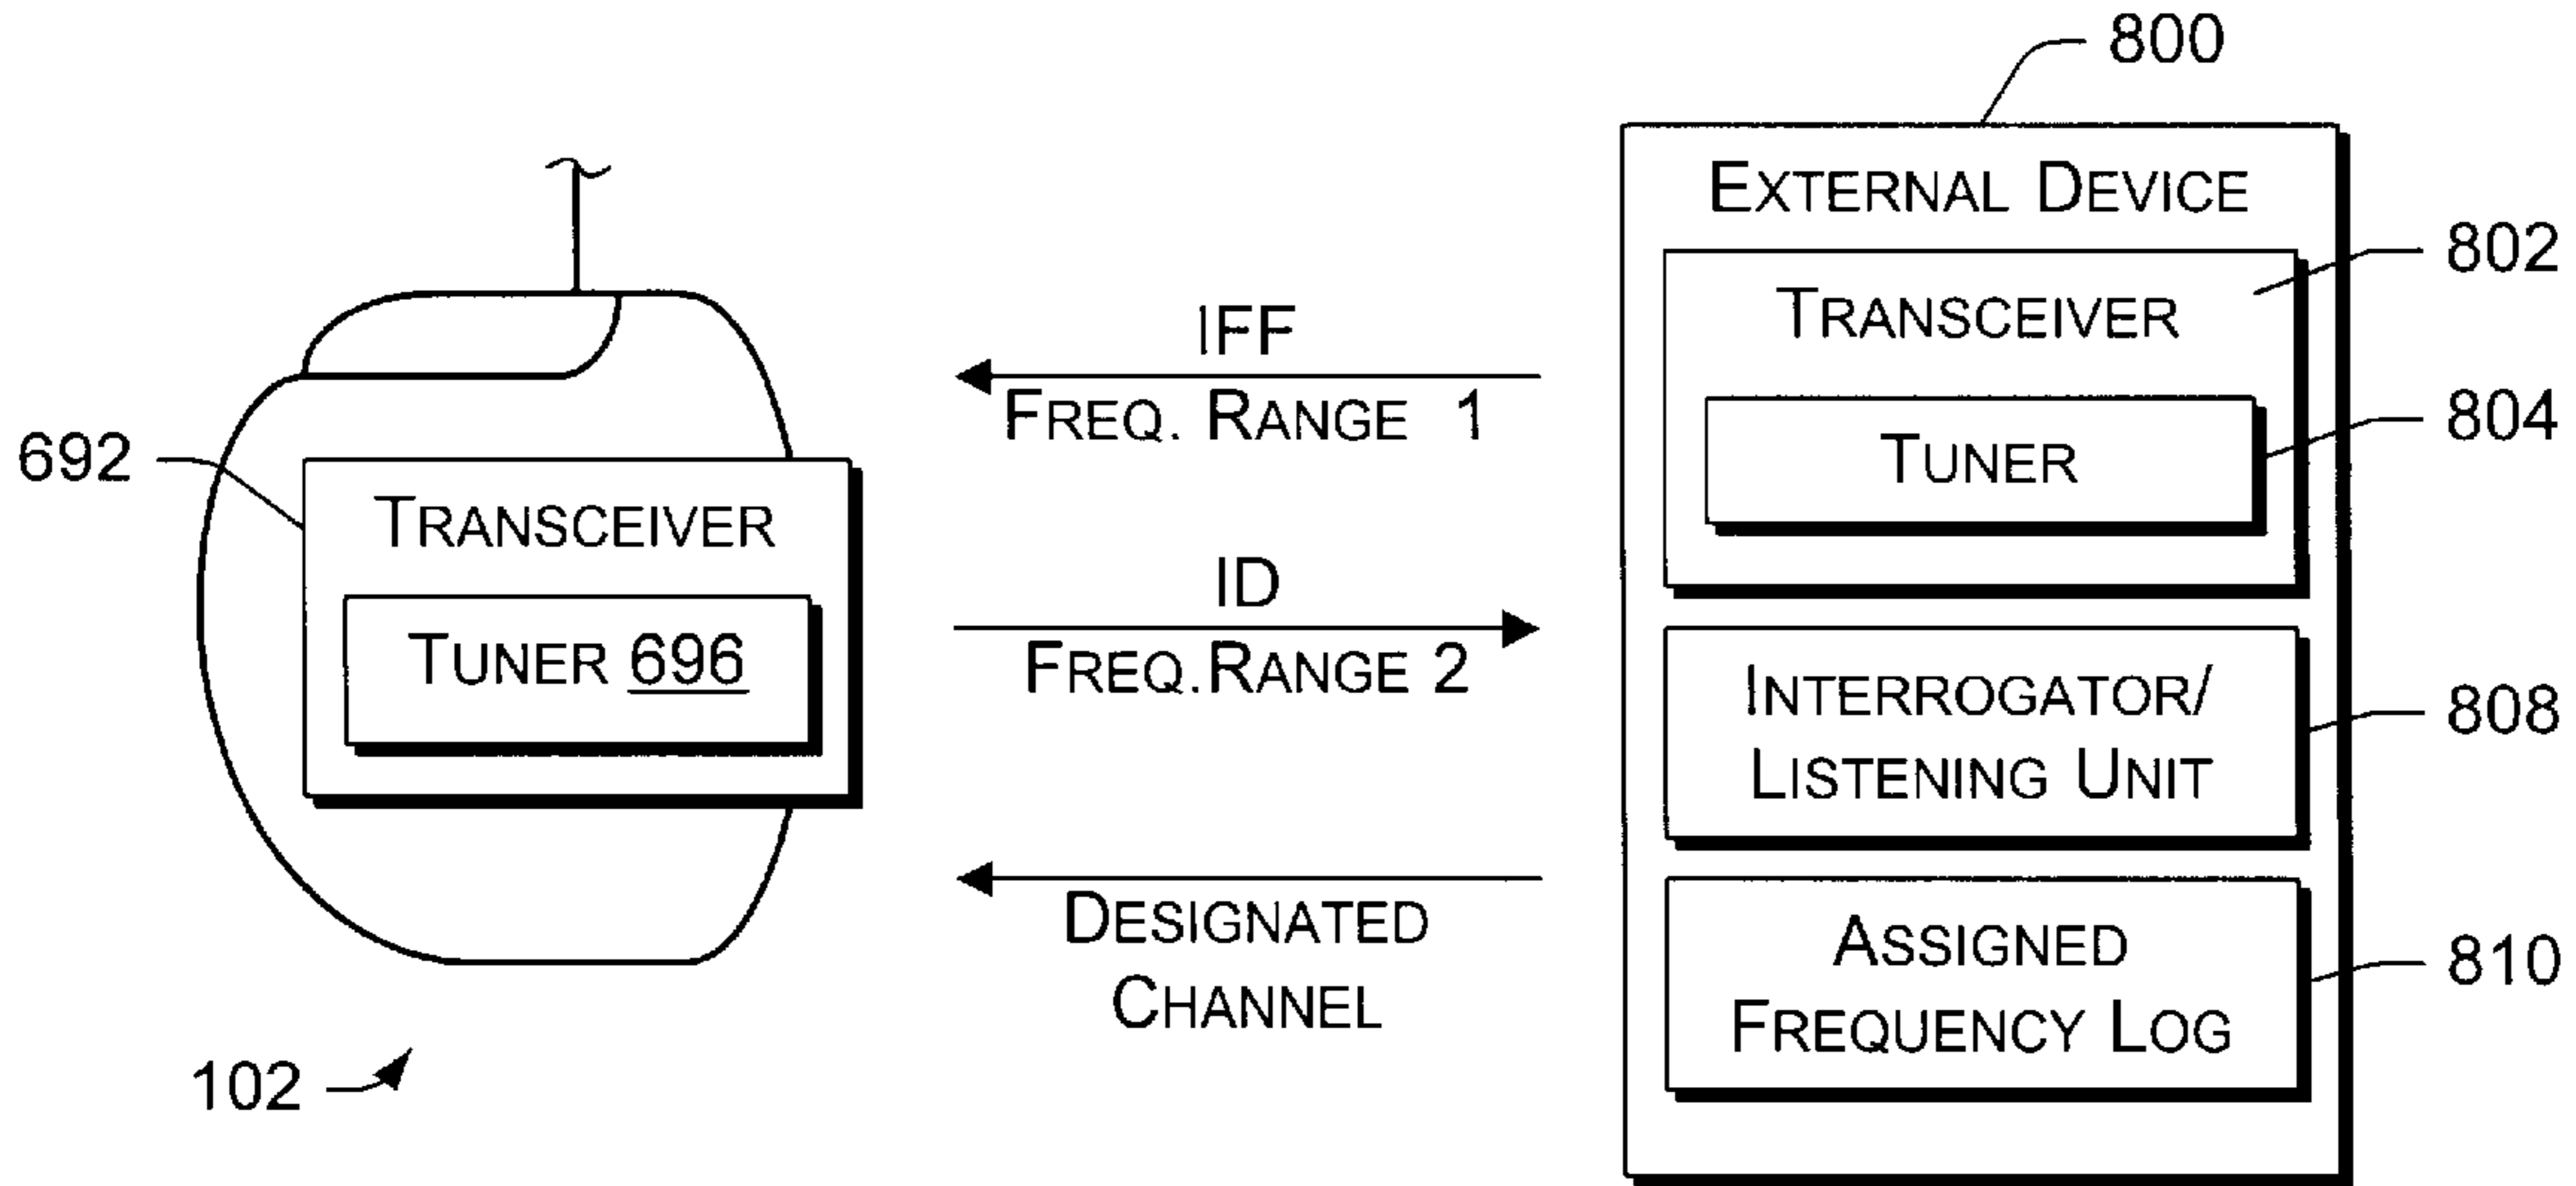 800
EXTERNAL DEVICE
802
TRANSCEIVER
804
TUNER
IFF
FREQ. RANGE 1
692
TRANSCEIVER
TUNER 696
ID
FREQ.RANGE 2
INTERROGATOR/
LISTENING UNIT
808
DESIGNATED
CHANNEL
ASSIGNED
FREQUENCY LOG
810
102